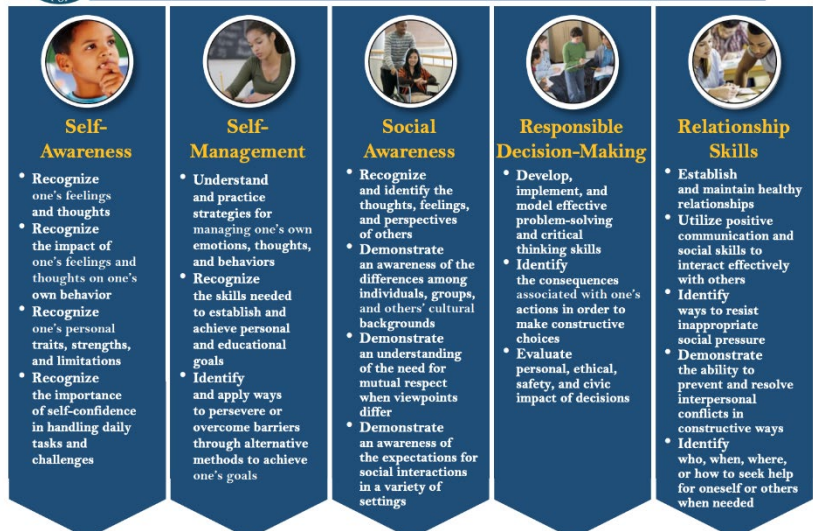 Self-
Awareness
• Recognize
one's feelings
and thoughts
• Recognize
the impact of
one's feelings and
thoughts on one's
own behavior
• Recognize
one's personal
traits, strengths,
and limitations
• Recognize
the importance
of self-confidence
in handling daily
tasks and
challenges
Self-
Management
• Understand
and practice
strategies for
managing one's own
emotions, thoughts,
and behaviors
• Recognize
the skills needed
to establish and
achieve personal
and educational
goals
• Identify
and apply ways
to persevere or
overcome barriers
through alternative
methods to achieve
one's goals
Social
Awareness
• Recognize
and identify the
thoughts, feelings,
and perspectives
of others
• Demonstrate
an awareness of the
differences among
individuals, groups,
and others' cultural
backgrounds
• Demonstrate
an understanding
of the need for
mutual respect
when viewpoints
differ
• Demonstrate
an awareness of
the expectations for
social interactions
in a variety of
settings
Responsible
Decision-Making
• Develop,
implement, and
model effective
problem-solving
and critical
thinking skills
• Identify
the consequences
associated with one's
actions in order to
make constructive
choices
• Evaluate
personal, ethical,
safety, and civic
impact of decisions
Relationship
Skills
• Establish
and maintain healthy
relationships
• Utilize positive
communication and
social skills to
interact effectively
with others
• Identify
ways to resist
inappropriate
social pressure
• Demonstrate
the ability to
prevent and resolve
interpersonal
conflicts in
constructive ways
• Identify
who, when, where,
or how to seek help
for oneself or others
when needed